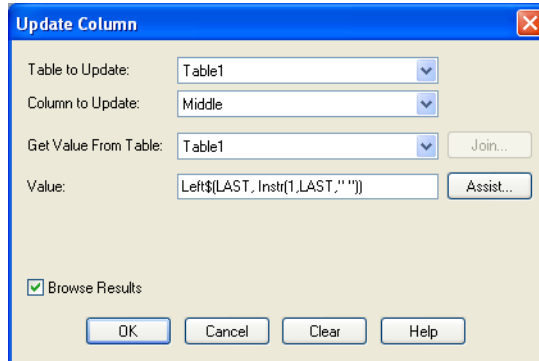 Update Column
Table to Update: Table1
Column to Update: Middle
Get Value From Table: Table1 Join...
Value: Left$(LAST, Instr(1,LAST," ")) Assist...
Browse Results
OK Cancel Clear Help